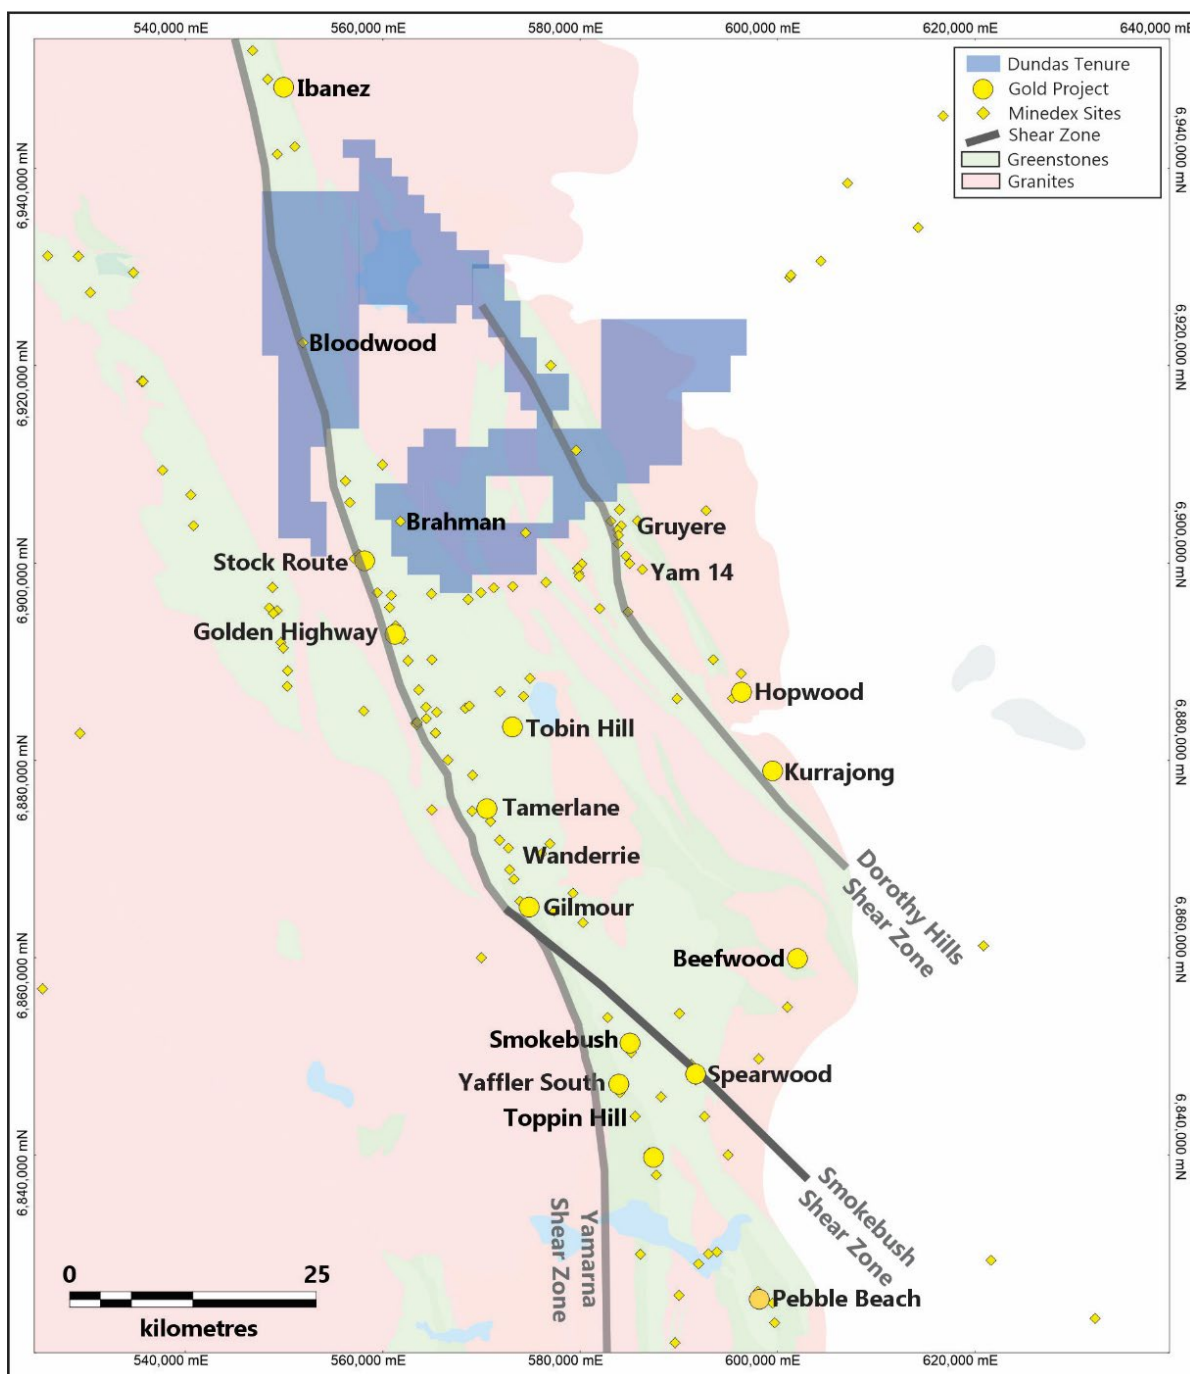 540,000 mE
560,000 mE
580,000 mE
600,000 mE
620,000 mE
640,000 mE
Dundas Tenure
Gold Project
Minedex Sites
Shear Zone
Greenstones
Granites
6,940,000 mN
6,920,000 mN
6,900,000 mN
6,880,000 mN
6,860,000 mN
6,840,000 mN
6,940,000 mN
6,920,000 mN
6,900,000 mN
6,880,000 mN
6,860,000 mN
6,840,000 mN
Ibanez
Bloodwood
Brahman
Gruyere
Stock Route
Yam 14
Golden Highway
Hopwood
Tobin Hill
Kurrajong
Tamerlane
Wanderrie
Gilmour
Dorothy Hills
Shear Zone
Beefwood
Smokebush
Spearwood
Yaffler South
Toppin Hill
Smokebush
Shear Zone
Yamarna
Shear Zone
Pebble Beach
0 25
kilometres
540,000 mE
560,000 mE
580,000 mE
600,000 mE
620,000 mE